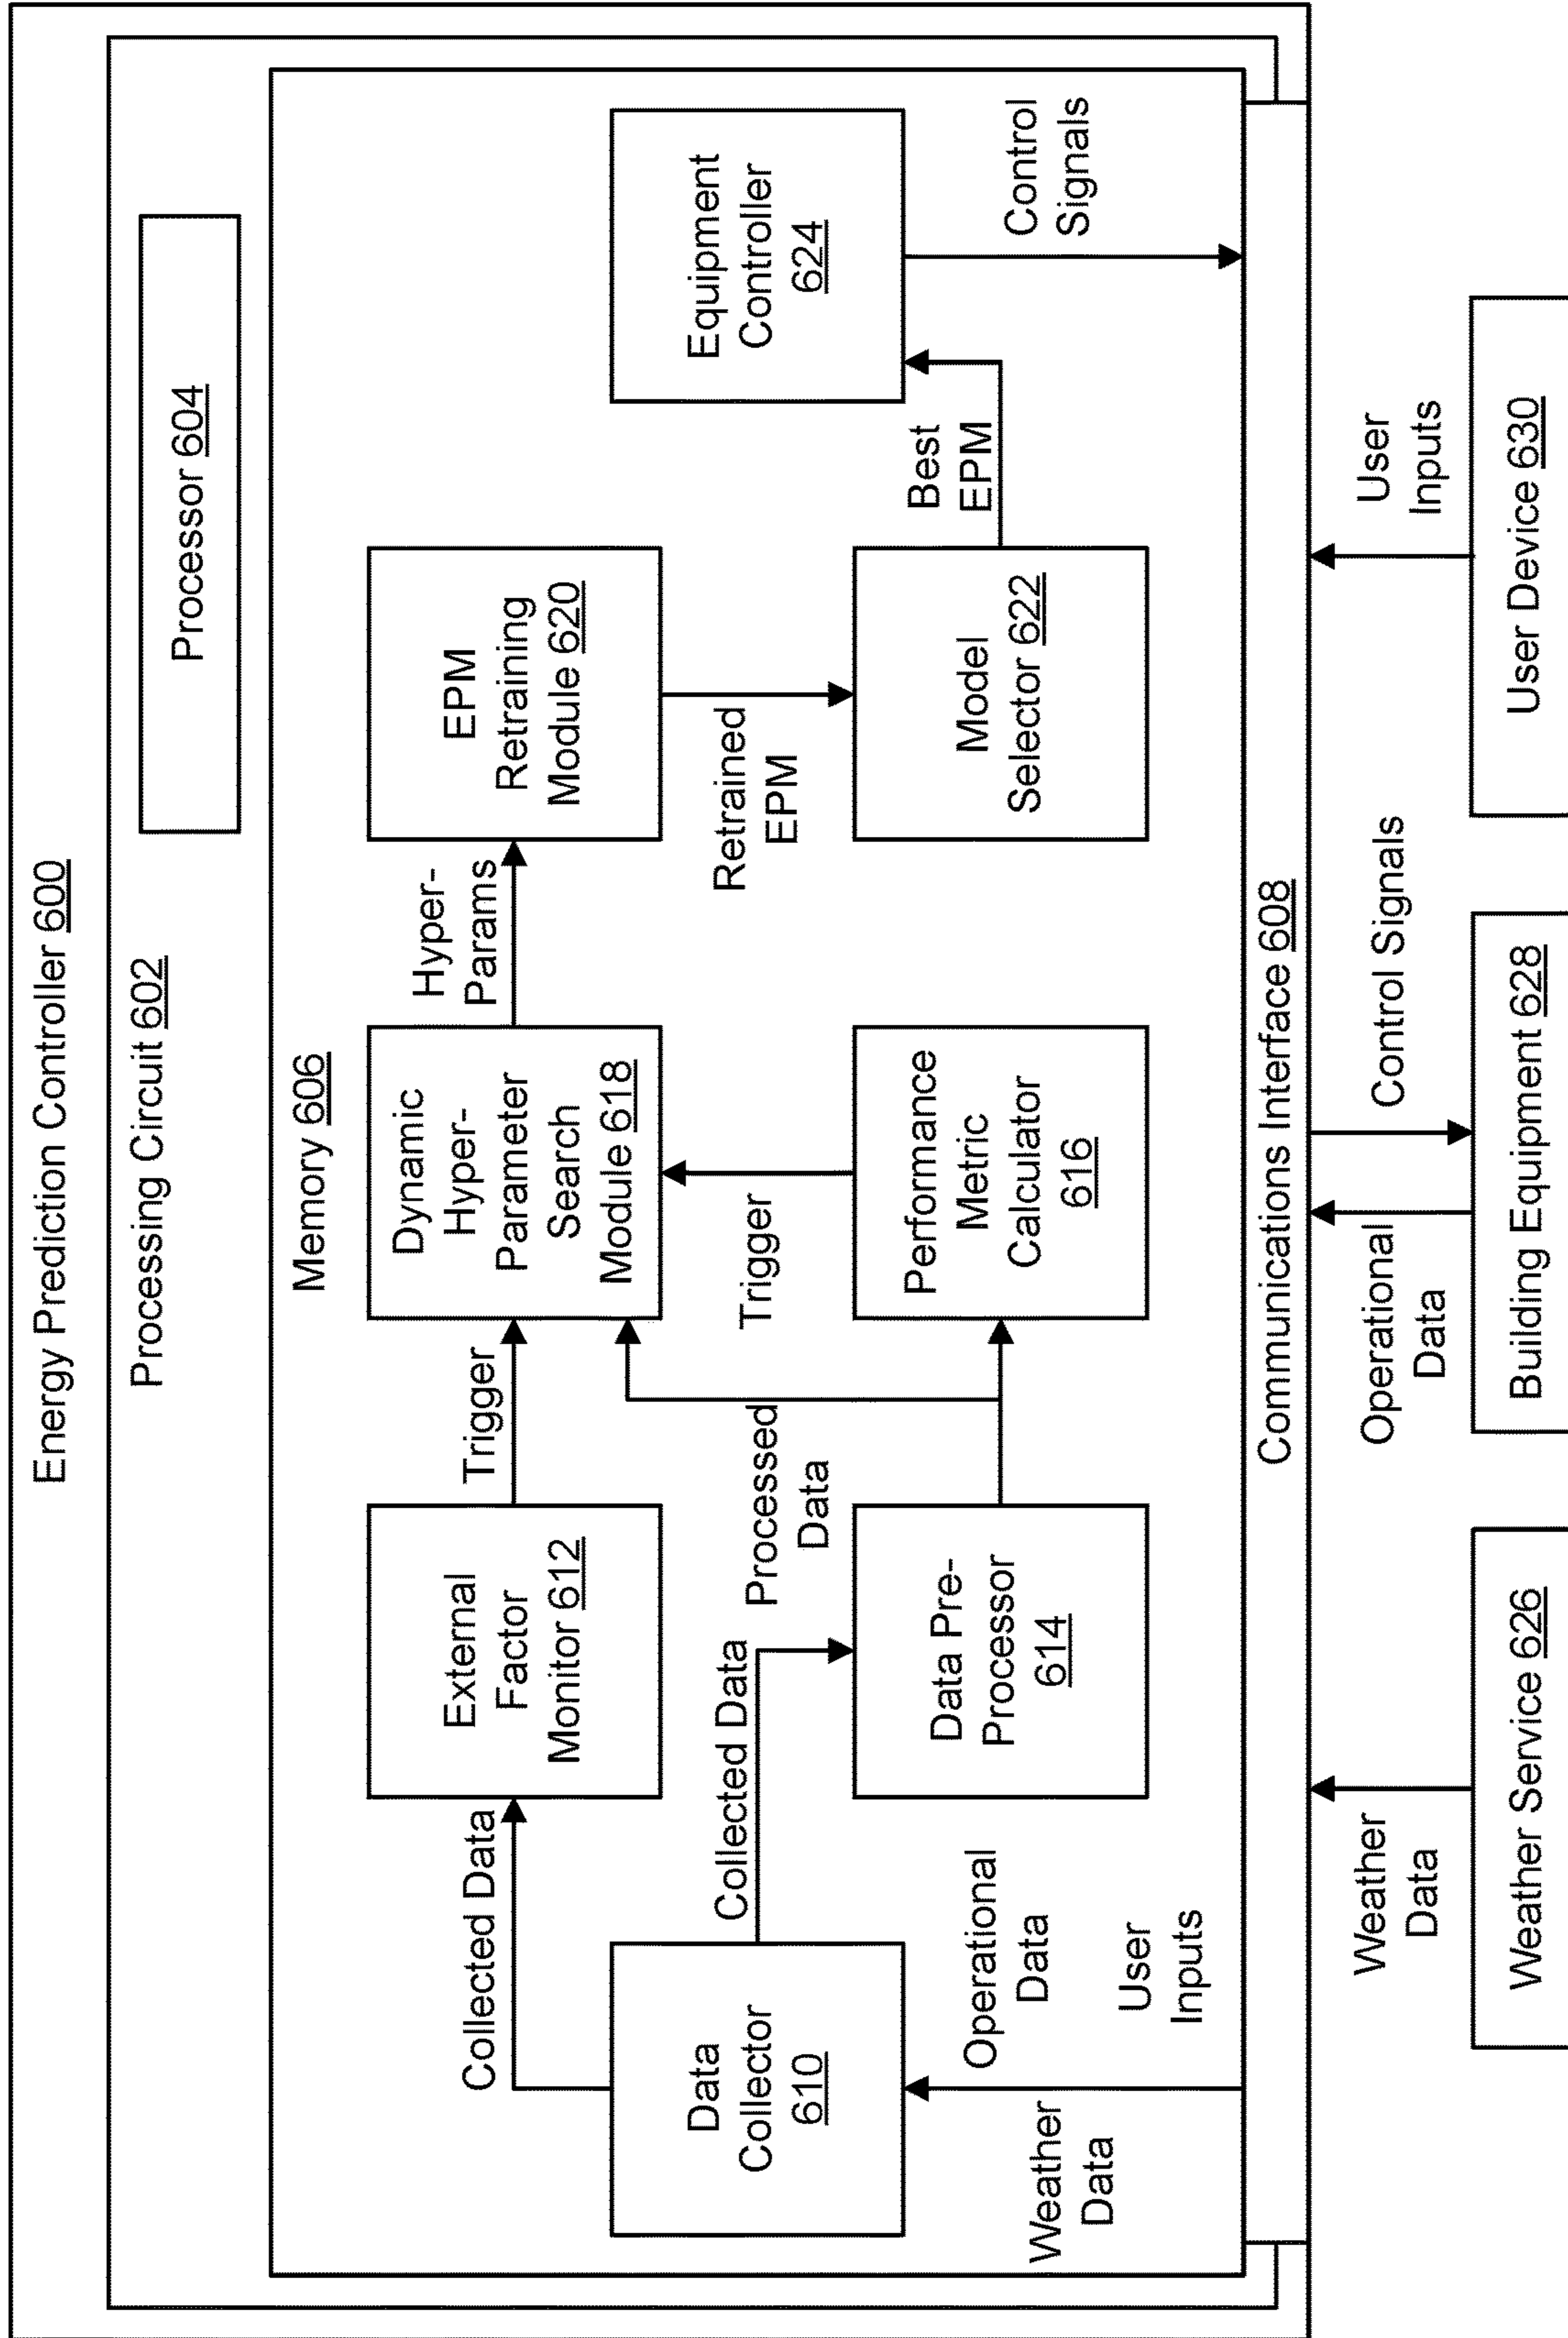 Energy Prediction Controller 600
Processing Circuit 602
Processor 604
Memory 606
Collected Data
External
Factor
Monitor 612
Trigger
Dynamic
Hyper-
Parameter
Search
Module 618
Hyper-
Params
EPM
Retraining
Module 620
Data
Collector
610
Collected Data
Processed
Data
Trigger
Retrained
EPM
Equipment
Controller
624
Data Pre-
Processor
614
Performance
Metric
Calculator
616
Model
Selector 622
Best
EPM
Weather
Data
Operational
Data
User
Inputs
Control
Signals
Communications Interface 608
Weather
Data
Operational
Data
Control Signals
User
Inputs
Weather Service 626
Building Equipment 628
User Device 630